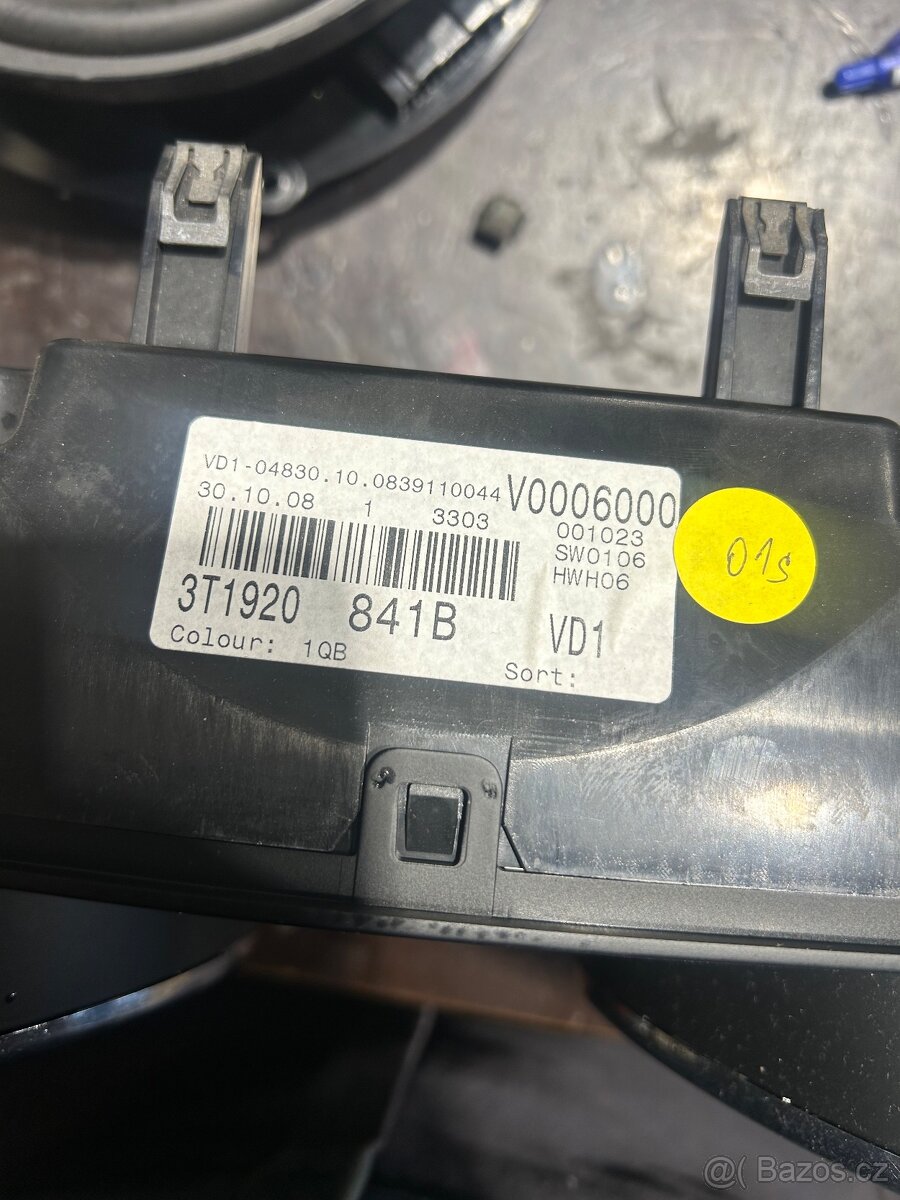 VD1-04830.10.0839110044 V0006000
30.10.08 1 3303 001023
SW0106
HWH06
3T1920 841B VD1
Colour: 1QB Sort:
01s
@( Bazos.cz